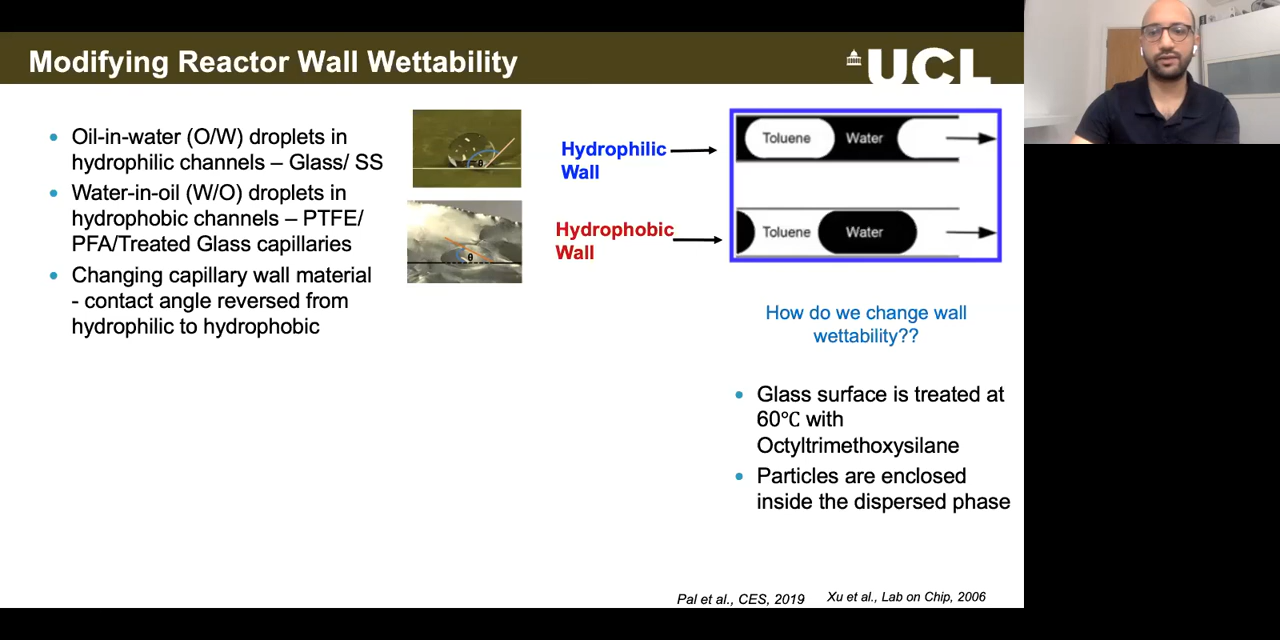 Modifying Reactor Wall Wettability
UCL
Oil-in-water (O/W) droplets in
hydrophilic channels – Glass/ SS
Water-in-oil (W/O) droplets in
hydrophobic channels – PTFE/
PFA/Treated Glass capillaries
Changing capillary wall material
- contact angle reversed from
hydrophilic to hydrophobic
θ
θ
Hydrophilic
Wall
Hydrophobic
Wall
Toluene Water
Toluene Water
How do we change wall
wettability??
Glass surface is treated at
60℃ with
Octyltrimethoxysilane
Particles are enclosed
inside the dispersed phase
Pal et al., CES, 2019 Xu et al., Lab on Chip, 2006